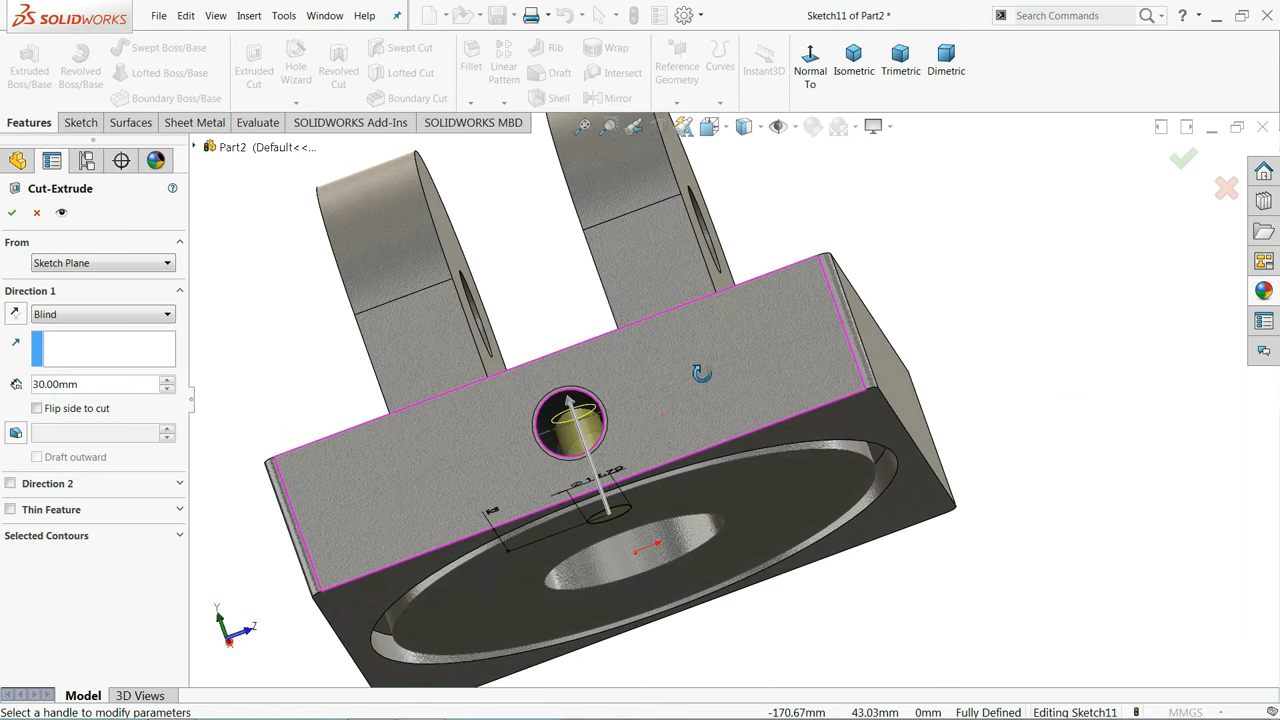 SOLIDWORKS
File Edit View Insert Tools Window Help
Sketch11 of Part2 *
Search Commands
Extruded Boss/Base
Revolved Boss/Base
Swept Boss/Base
Lofted Boss/Base
Boundary Boss/Base
Extruded Cut
Hole Wizard
Revolved Cut
Swept Cut
Lofted Cut
Boundary Cut
Fillet
Linear Pattern
Rib
Draft
Shell
Wrap
Intersect
Mirror
Reference Geometry
Curves
Instant3D
Normal To
Isometric
Trimetric
Dimetric
Features Sketch Surfaces Sheet Metal Evaluate SOLIDWORKS Add-Ins SOLIDWORKS MBD
Part2 (Default<<...
Cut-Extrude
From
Sketch Plane
Direction 1
Blind
30.00mm
Flip side to cut
Draft outward
Direction 2
Thin Feature
Selected Contours
Y
Z
X
Model 3D Views
Select a handle to modify parameters
-170.67mm 43.03mm 0mm Fully Defined Editing Sketch11 MMGS